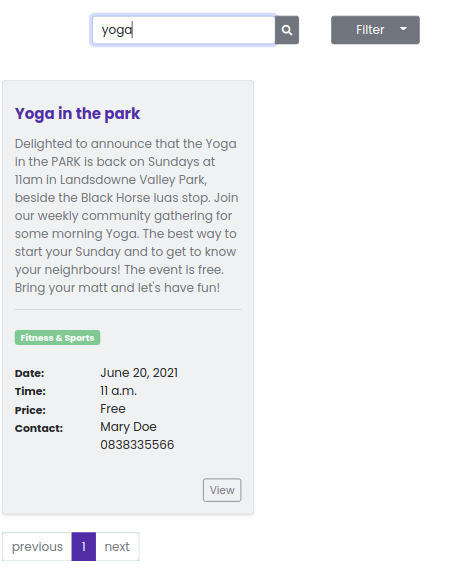 yoga
Filter
Yoga in the park
Delighted to announce that the Yoga
in the PARK is back on Sundays at
11am in Landsdowne Valley Park,
beside the Black Horse luas stop. Join
our weekly community gathering for
some morning Yoga. The best way to
start your Sunday and to get to know
your neighrbours! The event is free.
Bring your matt and let's have fun!
Fitness & Sports
Date: June 20, 2021
Time: 11 a.m.
Price: Free
Contact: Mary Doe
0838335566
View
previous 1 next